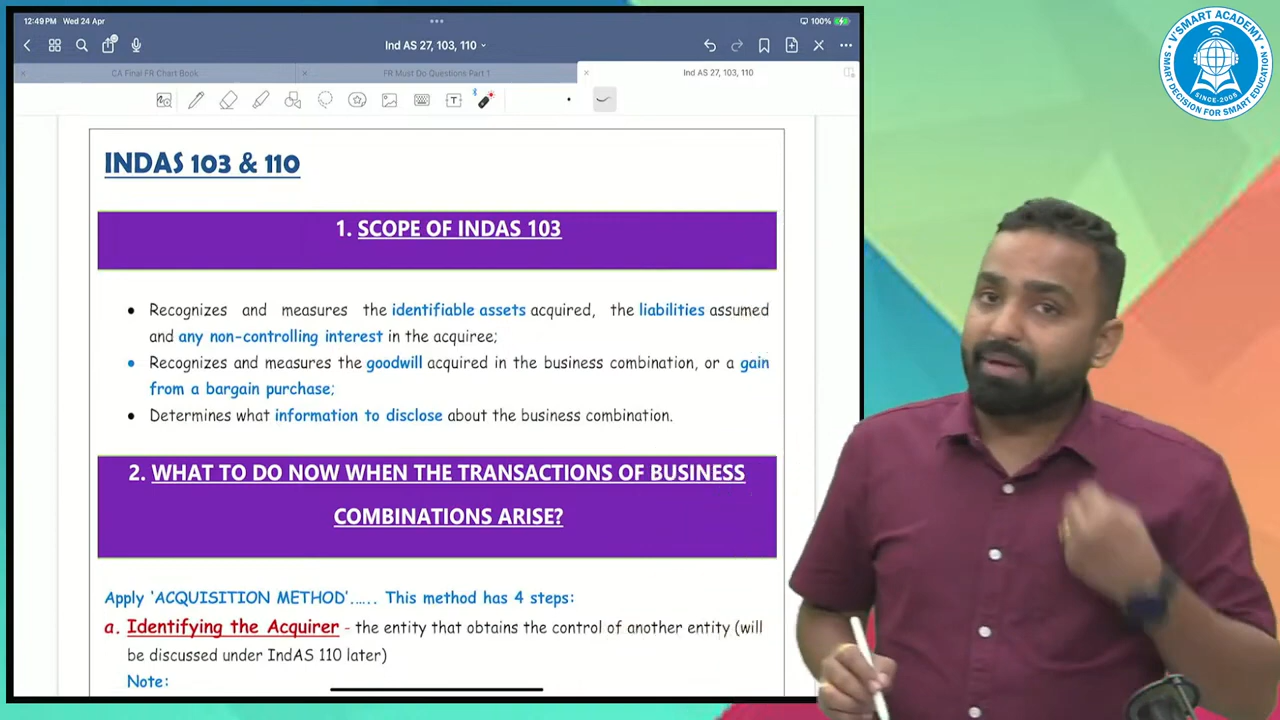 12:49 PM Wed 24 Apr
100%
Ind AS 27, 103, 110
CA Final FR Chart Book
FR Must Do Questions Part 1
Ind AS 27, 103, 110
INDAS 103 & 110
1. SCOPE OF INDAS 103
• Recognizes and measures the identifiable assets acquired, the liabilities assumed
and any non-controlling interest in the acquiree;
• Recognizes and measures the goodwill acquired in the business combination, or a gain
from a bargain purchase;
• Determines what information to disclose about the business combination.
2. WHAT TO DO NOW WHEN THE TRANSACTIONS OF BUSINESS
COMBINATIONS ARISE?
Apply 'ACQUISITION METHOD'..... This method has 4 steps:
a. Identifying the Acquirer - the entity that obtains the control of another entity (will
be discussed under IndAS 110 later)
Note:
V'SMART ACADEMY
SINCE-2009
SMART DECISION FOR SMART EDUCATION